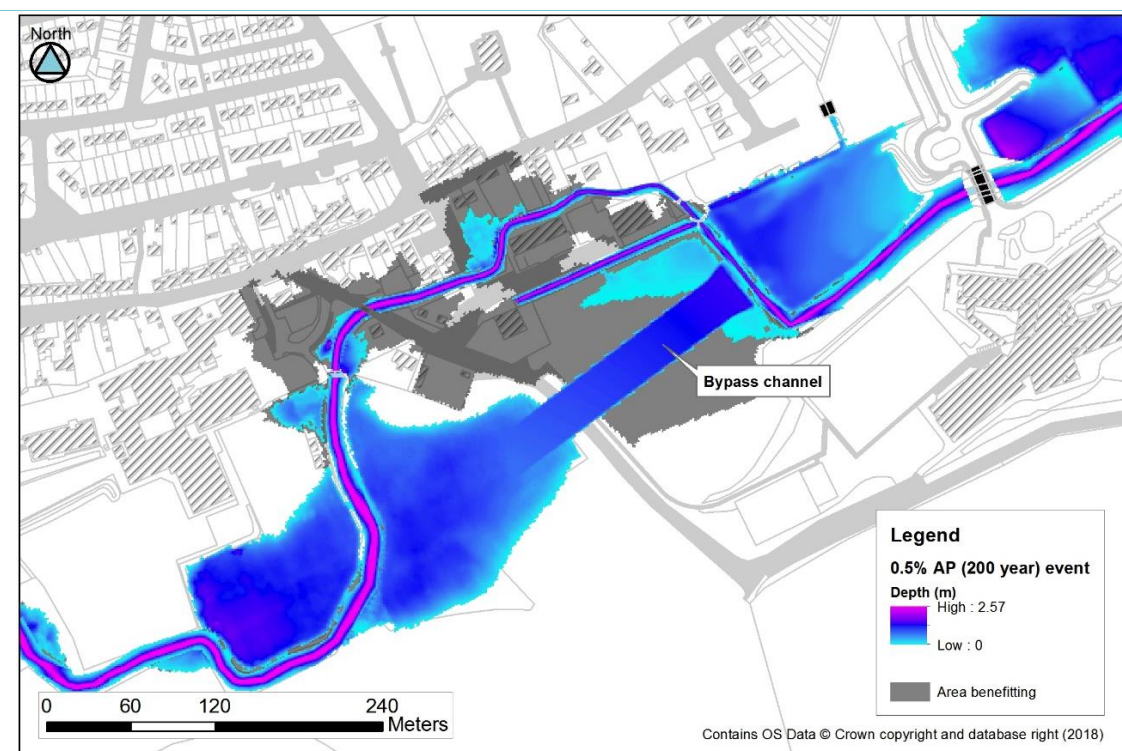 North
Bypass channel
Legend
0.5% AP (200 year) event
Depth (m)
High : 2.57
Low : 0
Area benefitting
0 60 120 240
Meters
Contains OS Data © Crown copyright and database right (2018)